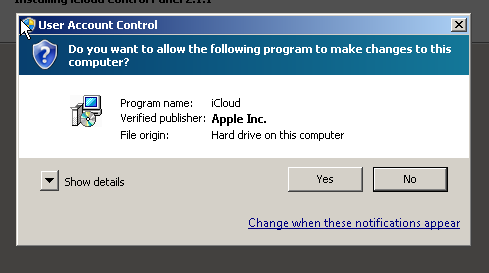 Installing iCloud Control Panel 2.1.1
User Account Control
Do you want to allow the following program to make changes to this
computer?
Program name: iCloud
Verified publisher: Apple Inc.
File origin: Hard drive on this computer
Show details
Yes
No
Change when these notifications appear